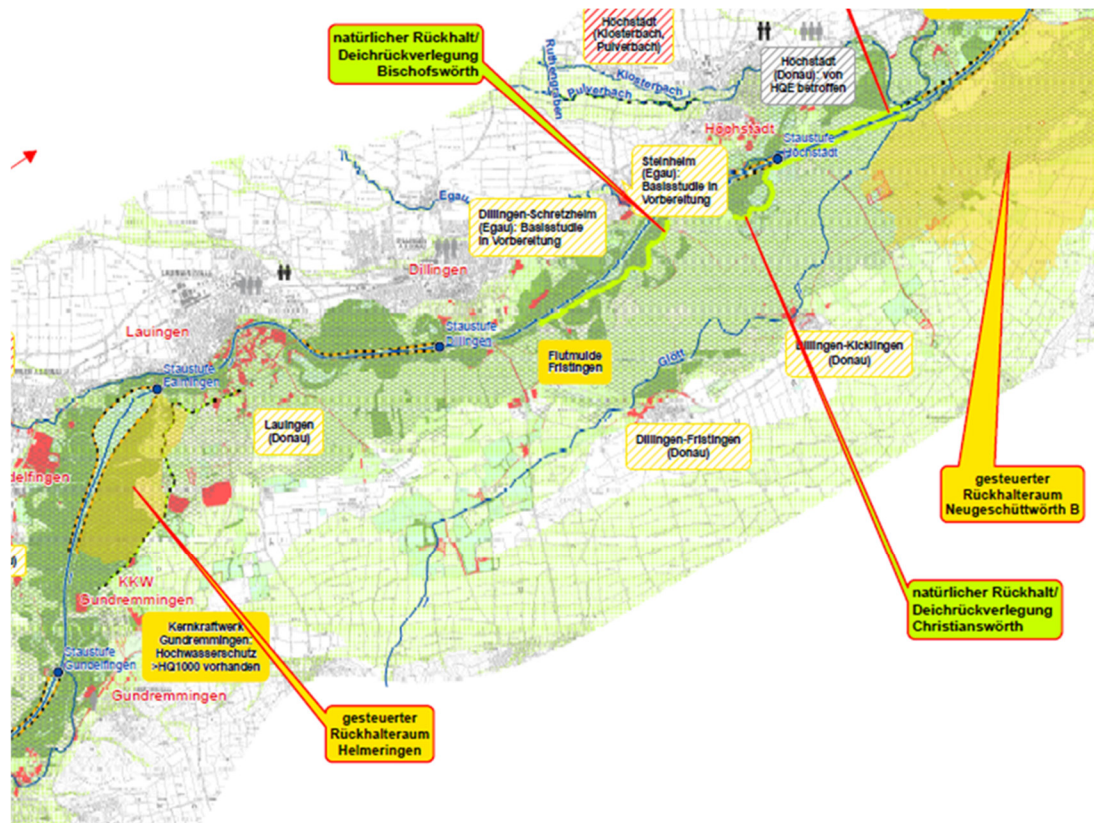 natürlicher Rückhalt/
Deichrückverlegung
Bischofswörth
Höchstädt
(Klosterbach,
Pulverbach)
Ruthengraben
Klosterbach
Pulverbach
Höchstädt
(Donau): von
HQE betroffen
Höchstädt
Staustufe
Höchstädt
Steinheim
(Egau):
Basisstudie in
Vorbereitung
Egau
Dillingen-Schretzheim
(Egau): Basisstudie
in Vorbereitung
Dillingen
Lauingen
Staustufe
Dillingen
Staustufe
Faimingen
Flutmulde
Fristingen
Glött
Dillingen-Kicklingen
(Donau)
Lauingen
(Donau)
Dillingen-Fristingen
(Donau)
delfingen
gesteuerter
Rückhalteraum
Neugeschüttwörth B
KKW
Gundremmingen
natürlicher Rückhalt/
Deichrückverlegung
Christianswörth
Kernkraftwerk
Gundremmingen:
Hochwasserschutz
>HQ1000 vorhanden
Staustufe
Gundelfingen
Gundremmingen
gesteuerter
Rückhalteraum
Helmeringen